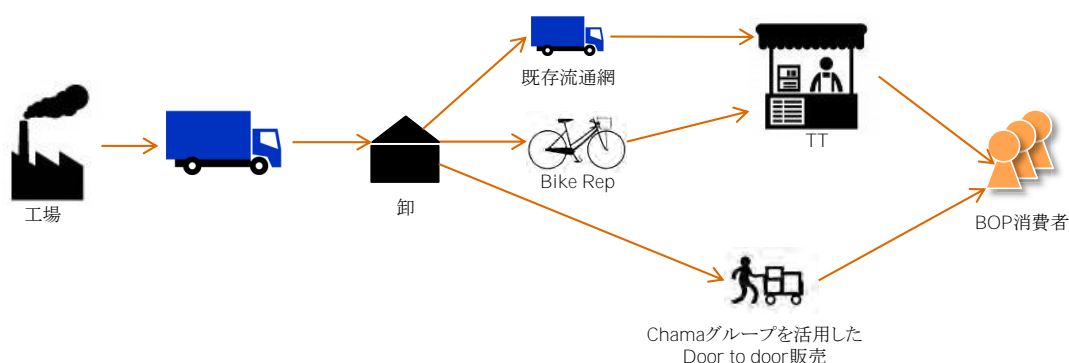 既存流通網
TT
Bike Rep
工場
卸
BOP消費者
Chamaグループを活用した
Door to door販売